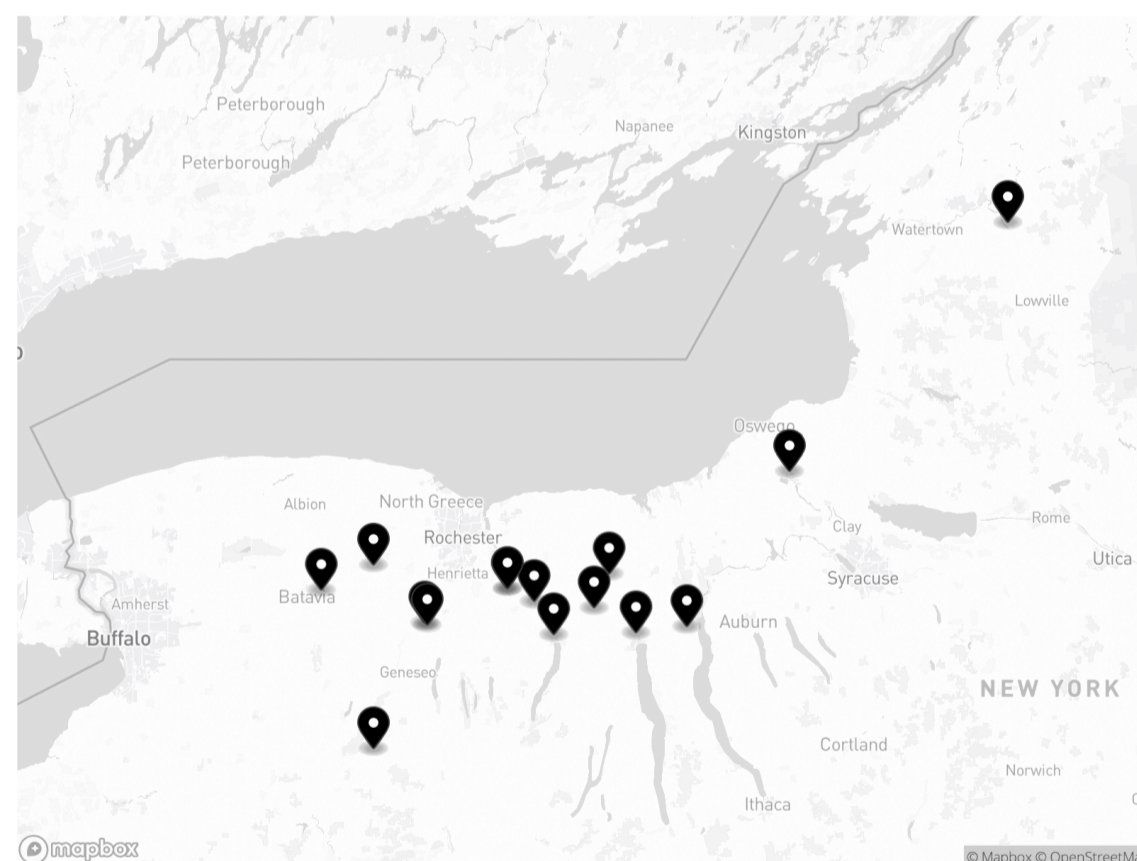 Peterborough
Napanee
Kingston
Peterborough
Watertown
Lowville
Oswego
Albion
North Greece
Rome
Clay
Rochester
Utica
Henrietta
Syracuse
Batavia
Amherst
Auburn
Buffalo
Geneseo
NEW YORK
Cortland
Norwich
Ithaca
mapbox
© Mapbox © OpenStreetMa